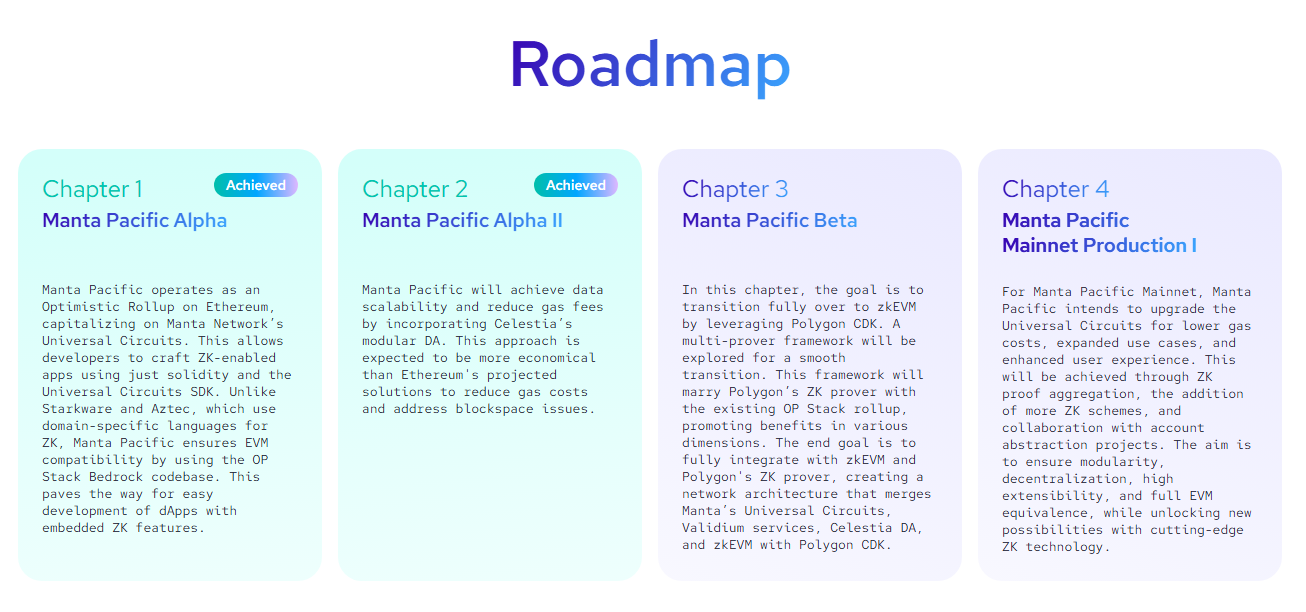 Roadmap
Chapter 1
Achieved
Manta Pacific Alpha
Manta Pacific operates as an
Optimistic Rollup on Ethereum,
capitalizing on Manta Network’s
Universal Circuits. This allows
developers to craft ZK-enabled
apps using just solidity and the
Universal Circuits SDK. Unlike
Starkware and Aztec, which use
domain-specific languages for
ZK, Manta Pacific ensures EVM
compatibility by using the OP
Stack Bedrock codebase. This
paves the way for easy
development of dApps with
embedded ZK features.
Chapter 2
Achieved
Manta Pacific Alpha II
Manta Pacific will achieve data
scalability and reduce gas fees
by incorporating Celestia’s
modular DA. This approach is
expected to be more economical
than Ethereum's projected
solutions to reduce gas costs
and address blockspace issues.
Chapter 3
Manta Pacific Beta
In this chapter, the goal is to
transition fully over to zkEVM
by leveraging Polygon CDK. A
multi-prover framework will be
explored for a smooth
transition. This framework will
marry Polygon’s ZK prover with
the existing OP Stack rollup,
promoting benefits in various
dimensions. The end goal is to
fully integrate with zkEVM and
Polygon's ZK prover, creating a
network architecture that merges
Manta’s Universal Circuits,
Validium services, Celestia DA,
and zkEVM with Polygon CDK.
Chapter 4
Manta Pacific
Mainnet Production I
For Manta Pacific Mainnet, Manta
Pacific intends to upgrade the
Universal Circuits for lower gas
costs, expanded use cases, and
enhanced user experience. This
will be achieved through ZK
proof aggregation, the addition
of more ZK schemes, and
collaboration with account
abstraction projects. The aim is
to ensure modularity,
decentralization, high
extensibility, and full EVM
equivalence, while unlocking new
possibilities with cutting-edge
ZK technology.